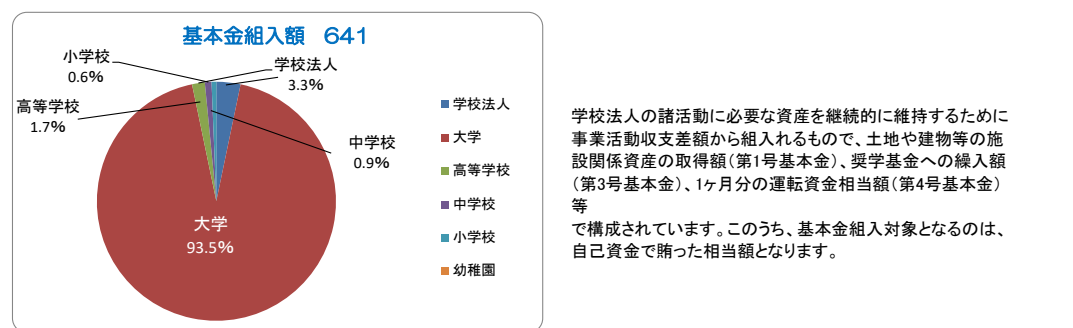 基本金組入額 641
小学校
0.6%
学校法人
3.3%
高等学校
1.7%
中学校
0.9%
大学
93.5%
学校法人
大学
高等学校
中学校
小学校
幼稚園
学校法人の諸活動に必要な資産を継続的に維持するために
事業活動収支差額から組入れるもので、土地や建物等の施
設関係資産の取得額(第1号基本金)、奨学基金への繰入額
(第3号基本金)、1ヶ月分の運転資金相当額(第4号基本金)
等
で構成されています。このうち、基本金組入対象となるのは、
自己資金で賄った相当額となります。